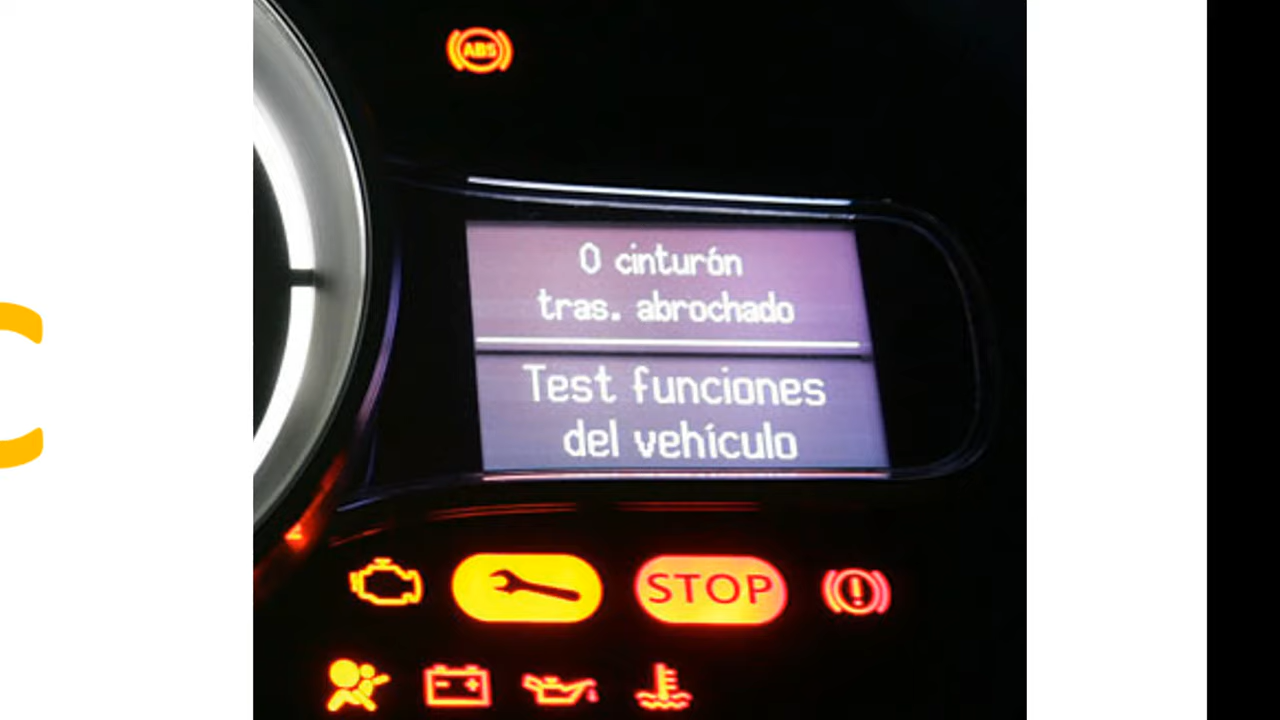 ABS
0 cinturón
tras. abrochado
Test funciones
del vehículo
STOP